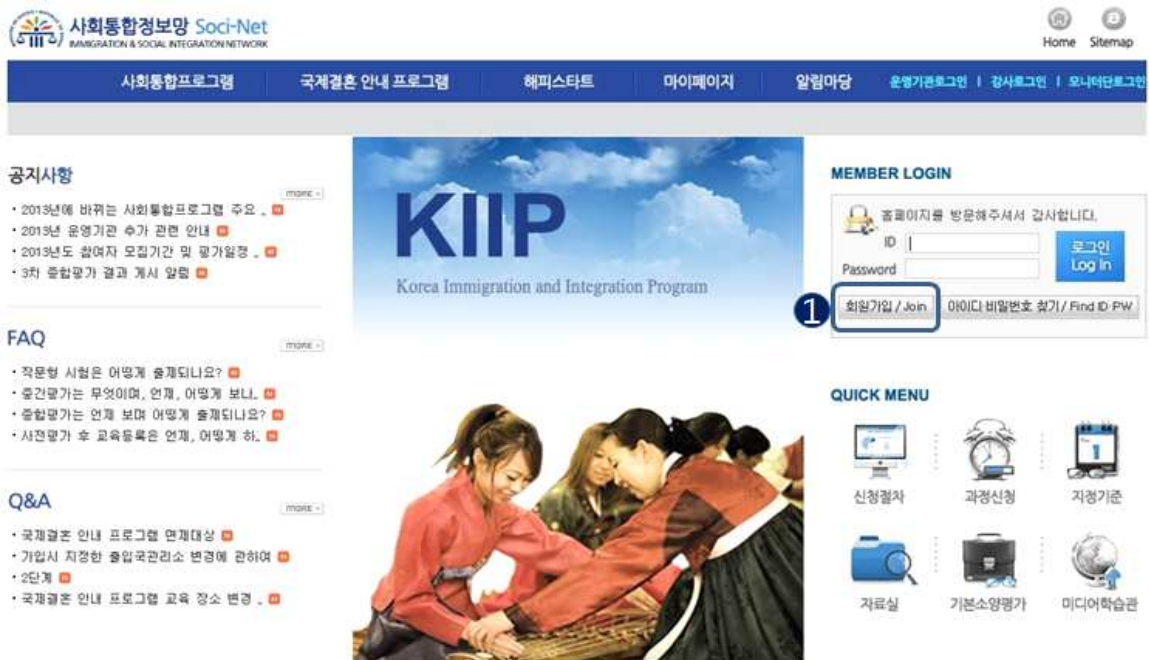 사회통합정보망 Soci-Net
IMMIGRATION & SOCIAL INTEGRATION NETWORK
Home Sitemap
사회통합프로그램 국제결혼 안내 프로그램 해피스타트 마이페이지 알림마당 운영기관로그인 | 강사로그인 | 모니터단로그인
공지사항
more
• 2013년에 바뀌는 사회통합프로그램 주요 ..
• 2013년 운영기관 추가 관련 안내
• 2013년도 참여자 모집기간 및 평가일정 ..
• 3차 종합평가 결과 게시 알림
FAQ
more
• 작문형 시험은 어떻게 출제되나요?
• 중간평가는 무엇이며, 언제, 어떻게 보나..
• 종합평가는 언제 보며 어떻게 출제되나요?
• 사전평가 후 교육등록은 언제, 어떻게 하..
Q&A
more
• 국제결혼 안내 프로그램 면제대상
• 가입시 지정한 출입국관리소 변경에 관하여
• 2단계
• 국제결혼 안내 프로그램 교육 장소 변경 ..
KIIP
Korea Immigration and Integration Program
MEMBER LOGIN
홈페이지를 방문해주셔서 감사합니다.
ID
Password
로그인
Log In
1
회원가입 / Join
아이디·비밀번호 찾기 / Find ID·PW
QUICK MENU
신청절차 과정신청 지정기준
자료실 기본소양평가 미디어학습관